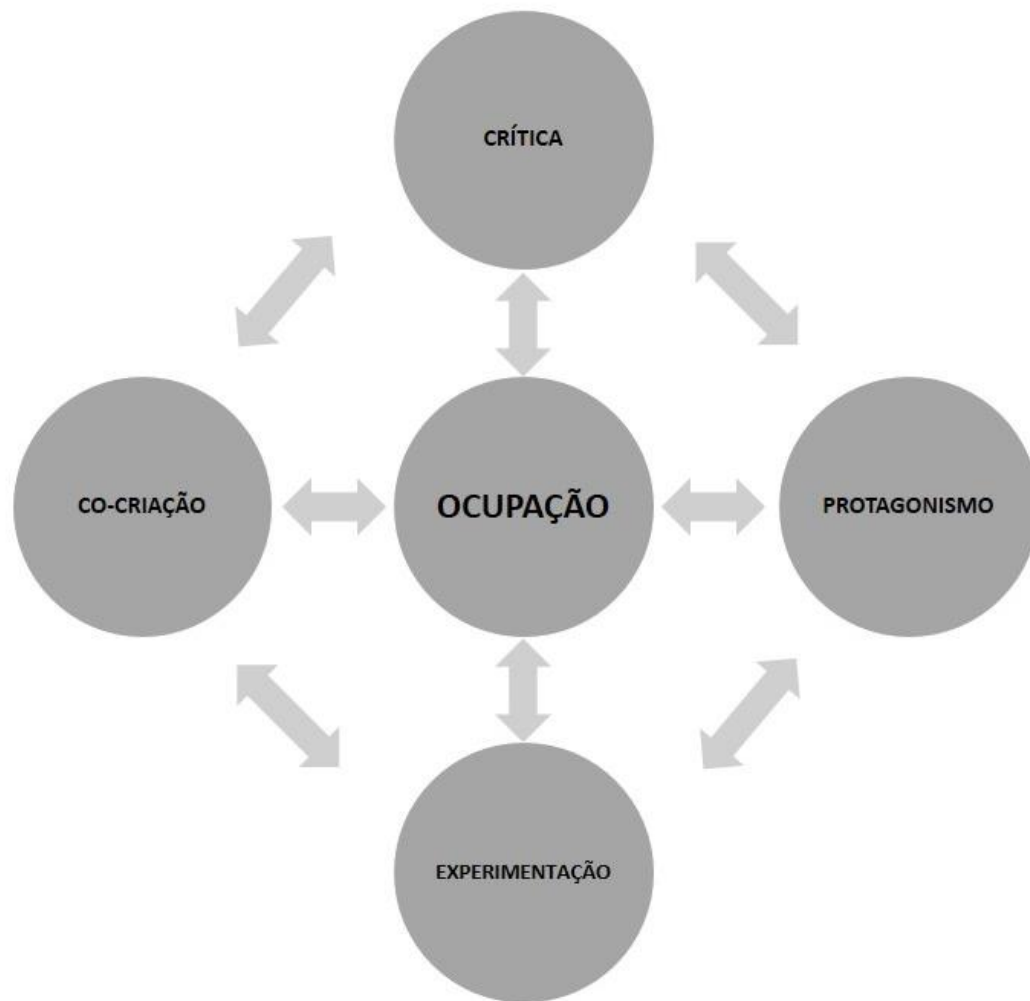 CRÍTICA
CO-CRIAÇÃO
OCUPAÇÃO
PROTAGONISMO
EXPERIMENTAÇÃO